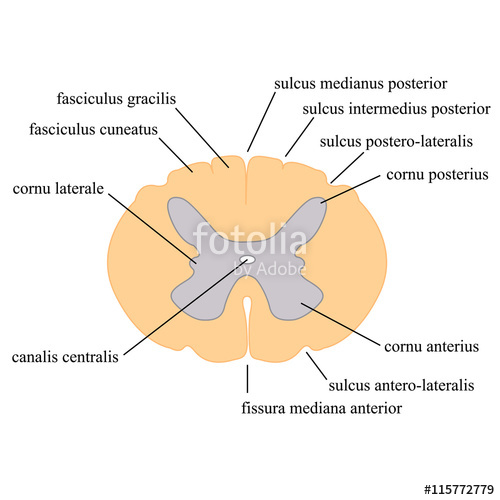 sulcus medianus posterior
fasciculus gracilis
sulcus intermedius posterior
fasciculus cuneatus
sulcus postero-lateralis
cornu posterius
cornu laterale
fotolia
by Adobe
canalis centralis
cornu anterius
sulcus antero-lateralis
fissura mediana anterior
#115772779